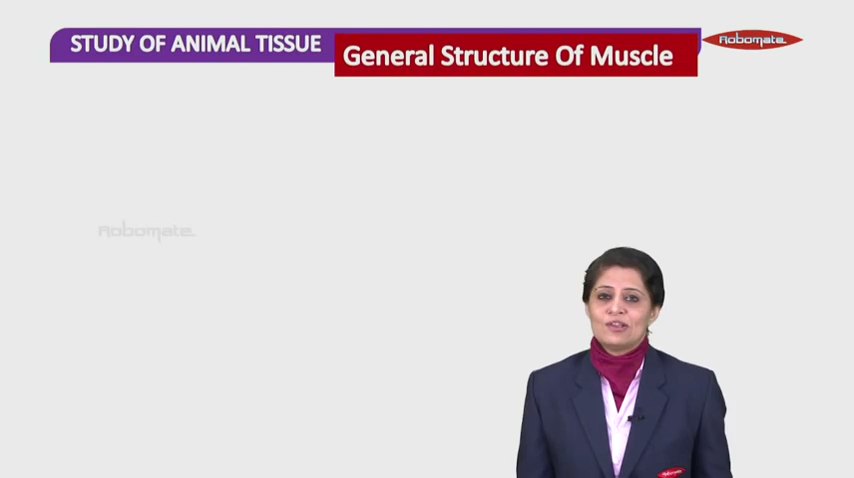 STUDY OF ANIMAL TISSUE
General Structure Of Muscle
Robomate
Robomate